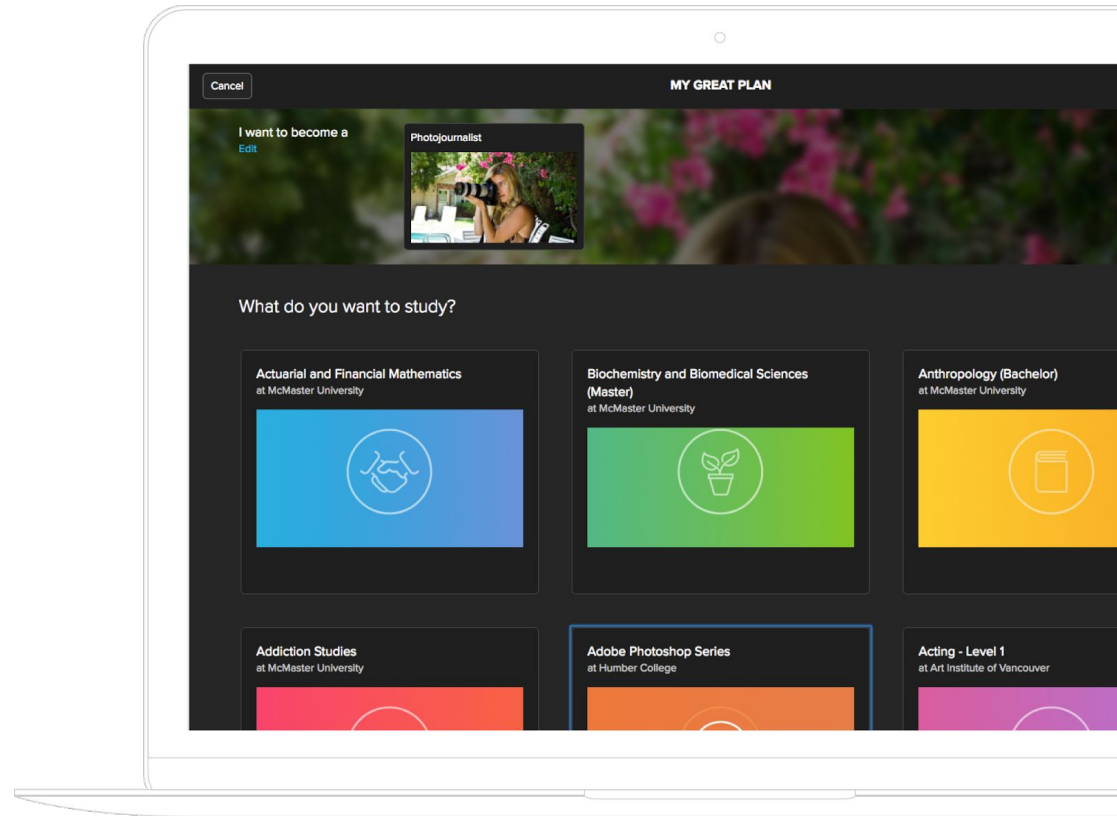 Cancel
MY GREAT PLAN
I want to become a
Edit
Photojournalist
What do you want to study?
Actuarial and Financial Mathematics
at McMaster University
Biochemistry and Biomedical Sciences
(Master)
at McMaster University
Anthropology (Bachelor)
at McMaster University
Addiction Studies
at McMaster University
Adobe Photoshop Series
at Humber College
Acting - Level 1
at Art Institute of Vancouver